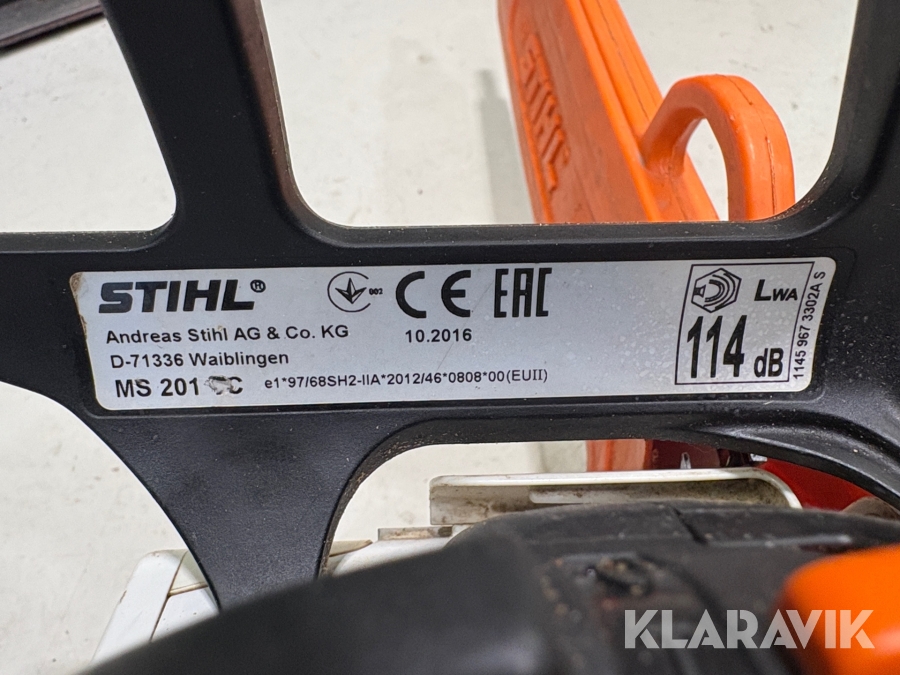 STIHL
STIHL®
002
CE
EAC
Andreas Stihl AG & Co. KG
10.2016
D-71336 Waiblingen
MS 201
e1*97/68SH2-IIA*2012/46*0808*00(EUII)
LWA
114 dB
1145 967 3302A S
KLARAVIK